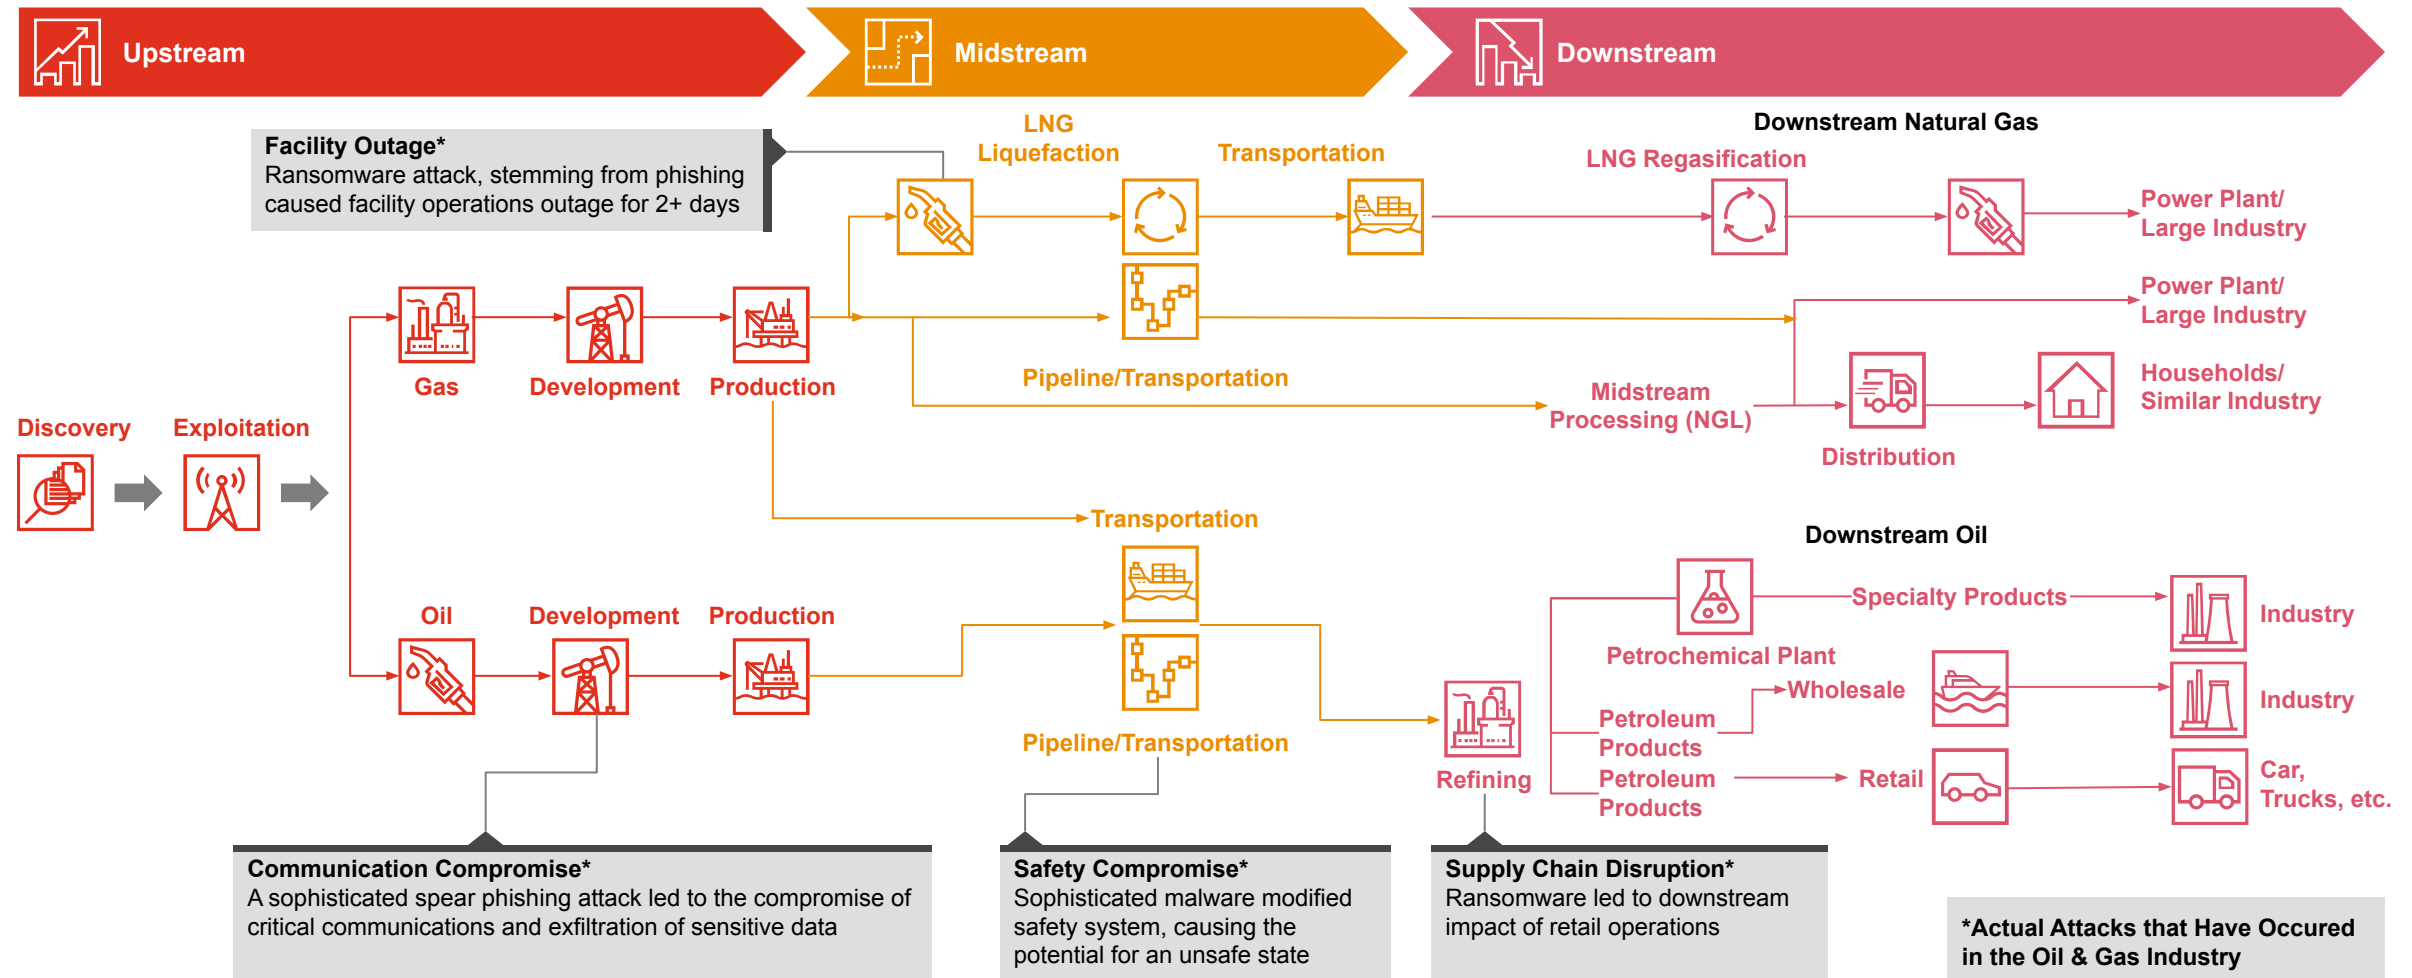 Upstream
Midstream
Downstream
Facility Outage*
Ransomware attack, stemming from phishing
caused facility operations outage for 2+ days
LNG
Liquefaction
Transportation
Downstream Natural Gas
LNG Regasification
Power Plant/
Large Industry
Power Plant/
Large Industry
Gas
Development
Production
Pipeline/Transportation
Midstream
Processing (NGL)
Households/
Similar Industry
Distribution
Discovery
Exploitation
Transportation
Downstream Oil
Oil
Development
Production
Specialty Products
Industry
Petrochemical Plant
Wholesale
Industry
Petroleum
Products
Pipeline/Transportation
Refining
Petroleum
Products
Retail
Car,
Trucks, etc.
Communication Compromise*
A sophisticated spear phishing attack led to the compromise of
critical communications and exfiltration of sensitive data
Safety Compromise*
Sophisticated malware modified
safety system, causing the
potential for an unsafe state
Supply Chain Disruption*
Ransomware led to downstream
impact of retail operations
*Actual Attacks that Have Occured
in the Oil & Gas Industry